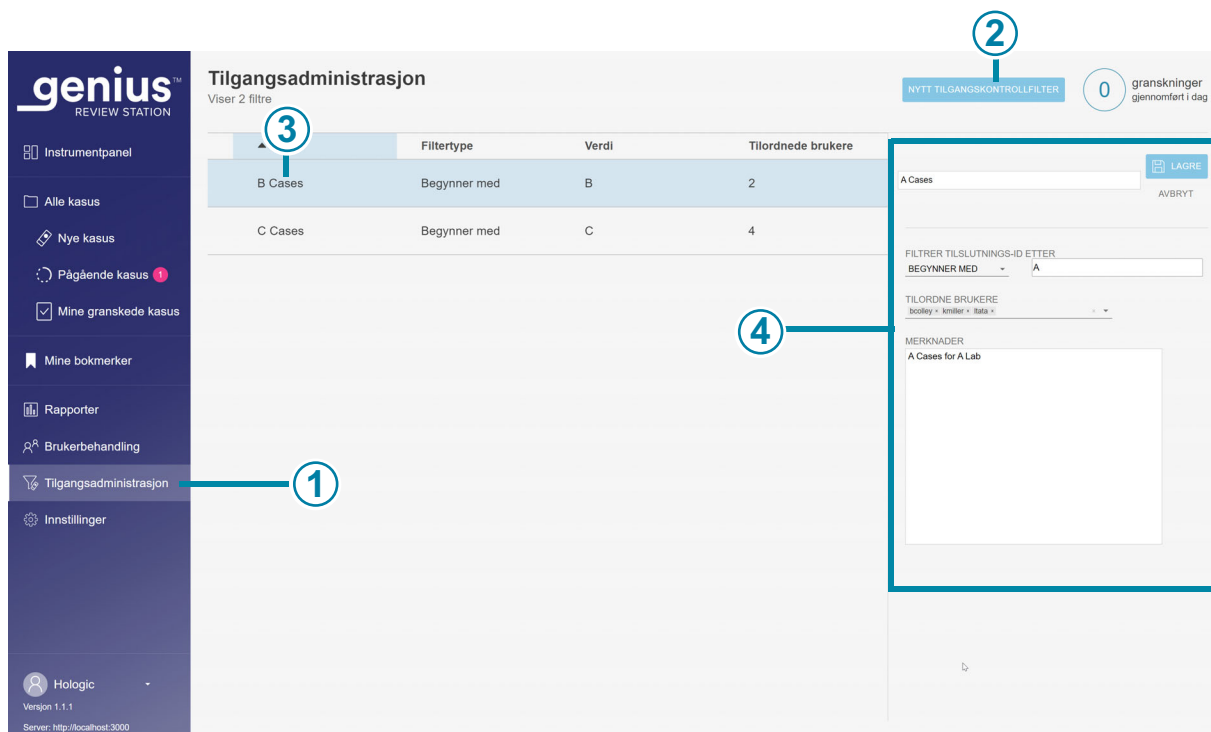 genius™
REVIEW STATION
Instrumentpanel
Alle kasus
Nye kasus
Pågående kasus 1
Mine granskede kasus
Mine bokmerker
Rapporter
Brukerbehandling
Tilgangsadministrasjon
Innstillinger
Hologic
Versjon 1.1.1
Server: http://localhost:3000
Tilgangsadministrasjon
Viser 2 filtre
2
NYTT TILGANGSKONTROLLFILTER
0 granskninger
gjennomført i dag
3
Filtertype Verdi Tilordnede brukere
B Cases Begynner med B 2
C Cases Begynner med C 4
1
4
LAGRE
A Cases
AVBRYT
FILTRER TILSLUTNINGS-ID ETTER
BEGYNNER MED A
TILORDNE BRUKERE
bcolley × kmiller × ltata ×
MERKNADER
A Cases for A Lab